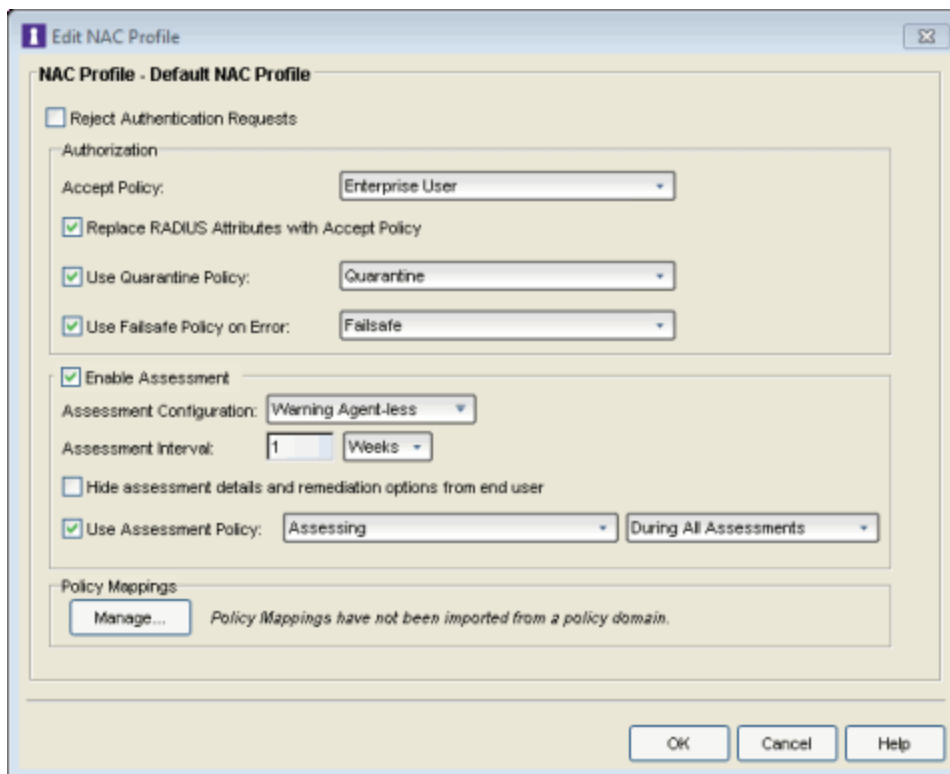 Edit NAC Profile
NAC Profile - Default NAC Profile
Reject Authentication Requests
Authorization
Accept Policy: Enterprise User
Replace RADIUS Attributes with Accept Policy
Use Quarantine Policy: Quarantine
Use Failsafe Policy on Error: Failsafe
Enable Assessment
Assessment Configuration: Warning Agent-less
Assessment Interval: 1 Weeks
Hide assessment details and remediation options from end user
Use Assessment Policy: Assessing During All Assessments
Policy Mappings
Manage... Policy Mappings have not been imported from a policy domain.
OK Cancel Help